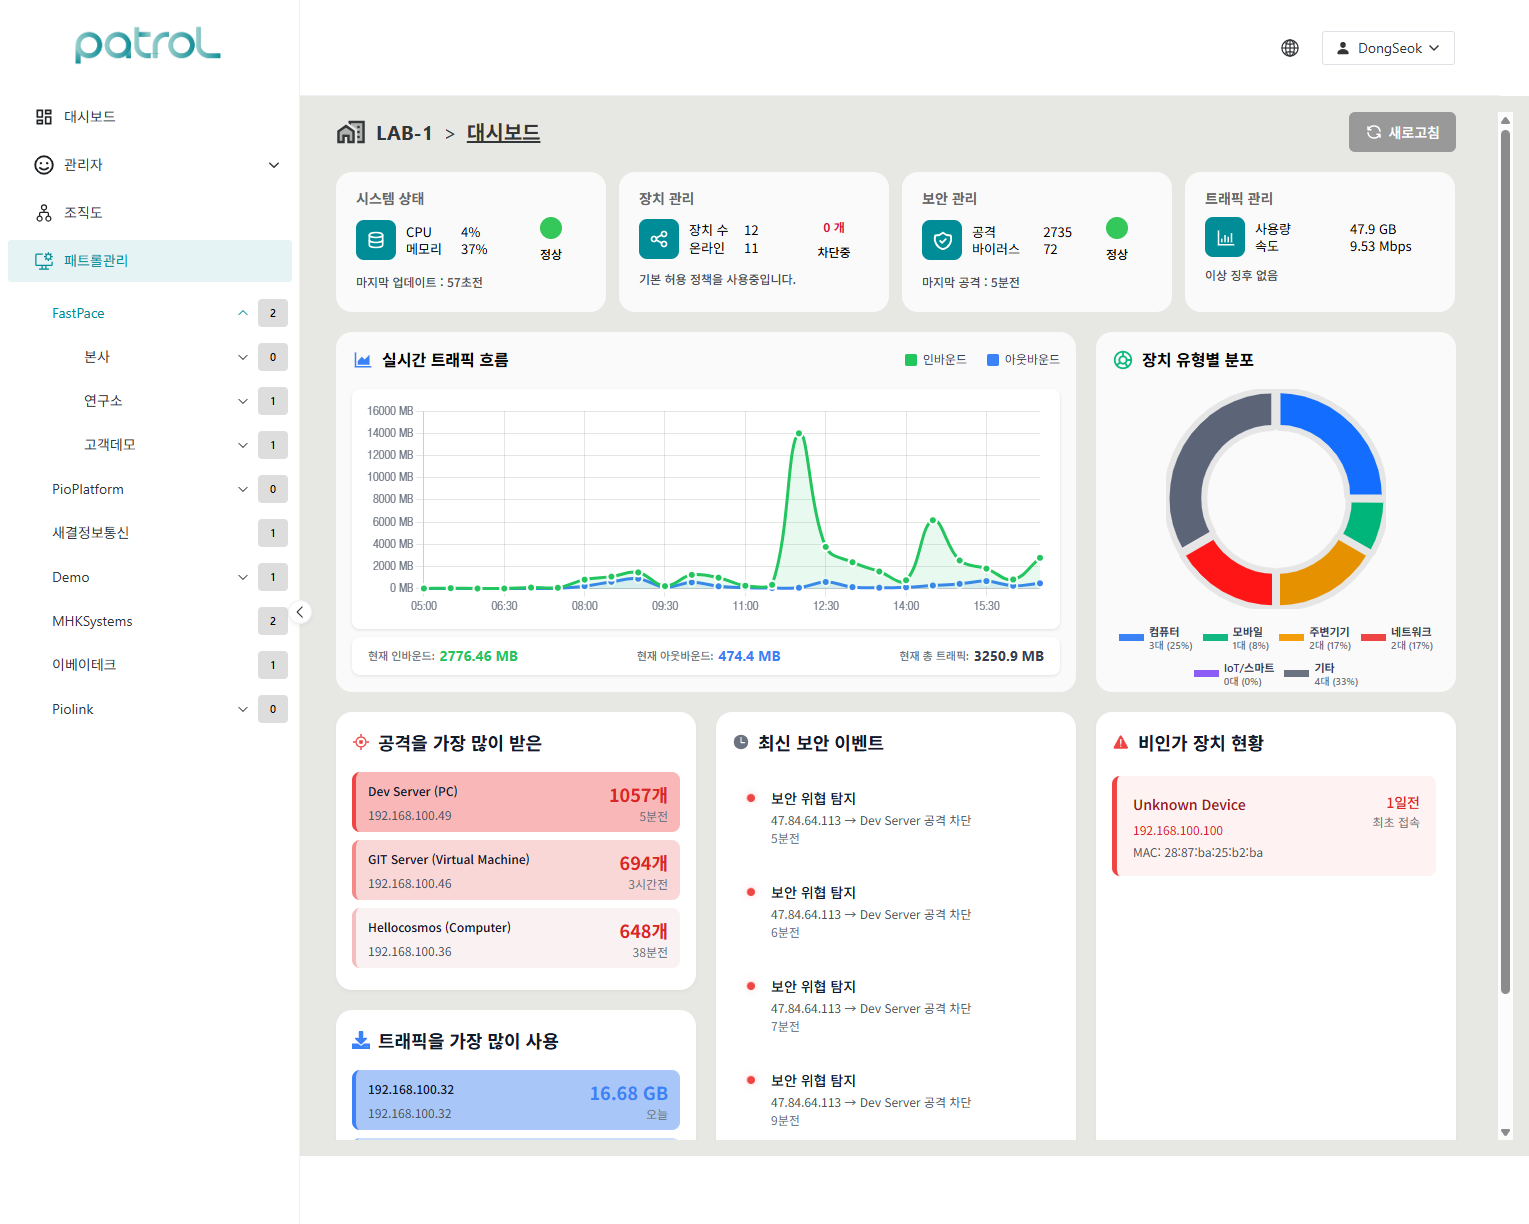 patrol
DongSeok
대시보드
관리자
조직도
패트롤관리
FastPace 2
본사 0
연구소 1
고객데모 1
PioPlatform 0
새결정보통신 1
Demo 1
MHKSystems 2
이베이테크 1
Piolink 0
LAB-1 > 대시보드
새로고침
시스템 상태
CPU 4%
메모리 37%
정상
마지막 업데이트 : 57초전
장치 관리
장치 수 12
온라인 11
0 개
차단중
기본 허용 정책을 사용중입니다.
보안 관리
공격 2735
바이러스 72
정상
마지막 공격 : 5분전
트래픽 관리
사용량 47.9 GB
속도 9.53 Mbps
이상 징후 없음
실시간 트래픽 흐름
인바운드 아웃바운드
16000 MB
14000 MB
12000 MB
10000 MB
8000 MB
6000 MB
4000 MB
2000 MB
0 MB
05:00 06:30 08:00 09:30 11:00 12:30 14:00 15:30
현재 인바운드: 2776.46 MB 현재 아웃바운드: 474.4 MB 현재 총 트래픽: 3250.9 MB
장치 유형별 분포
컴퓨터 모바일 주변기기 네트워크
3대 (25%) 1대 (8%) 2대 (17%) 2대 (17%)
IoT/스마트 기타
0대 (0%) 4대 (33%)
공격을 가장 많이 받은
Dev Server (PC) 1057개
192.168.100.49 5분전
GIT Server (Virtual Machine) 694개
192.168.100.46 3시간전
Hellocosmos (Computer) 648개
192.168.100.36 38분전
트래픽을 가장 많이 사용
192.168.100.32 16.68 GB
192.168.100.32 오늘
최신 보안 이벤트
보안 위협 탐지
47.84.64.113 → Dev Server 공격 차단
5분전
보안 위협 탐지
47.84.64.113 → Dev Server 공격 차단
6분전
보안 위협 탐지
47.84.64.113 → Dev Server 공격 차단
7분전
보안 위협 탐지
47.84.64.113 → Dev Server 공격 차단
9분전
비인가 장치 현황
Unknown Device 1일전
192.168.100.100 최초 접속
MAC: 28:87:ba:25:b2:ba